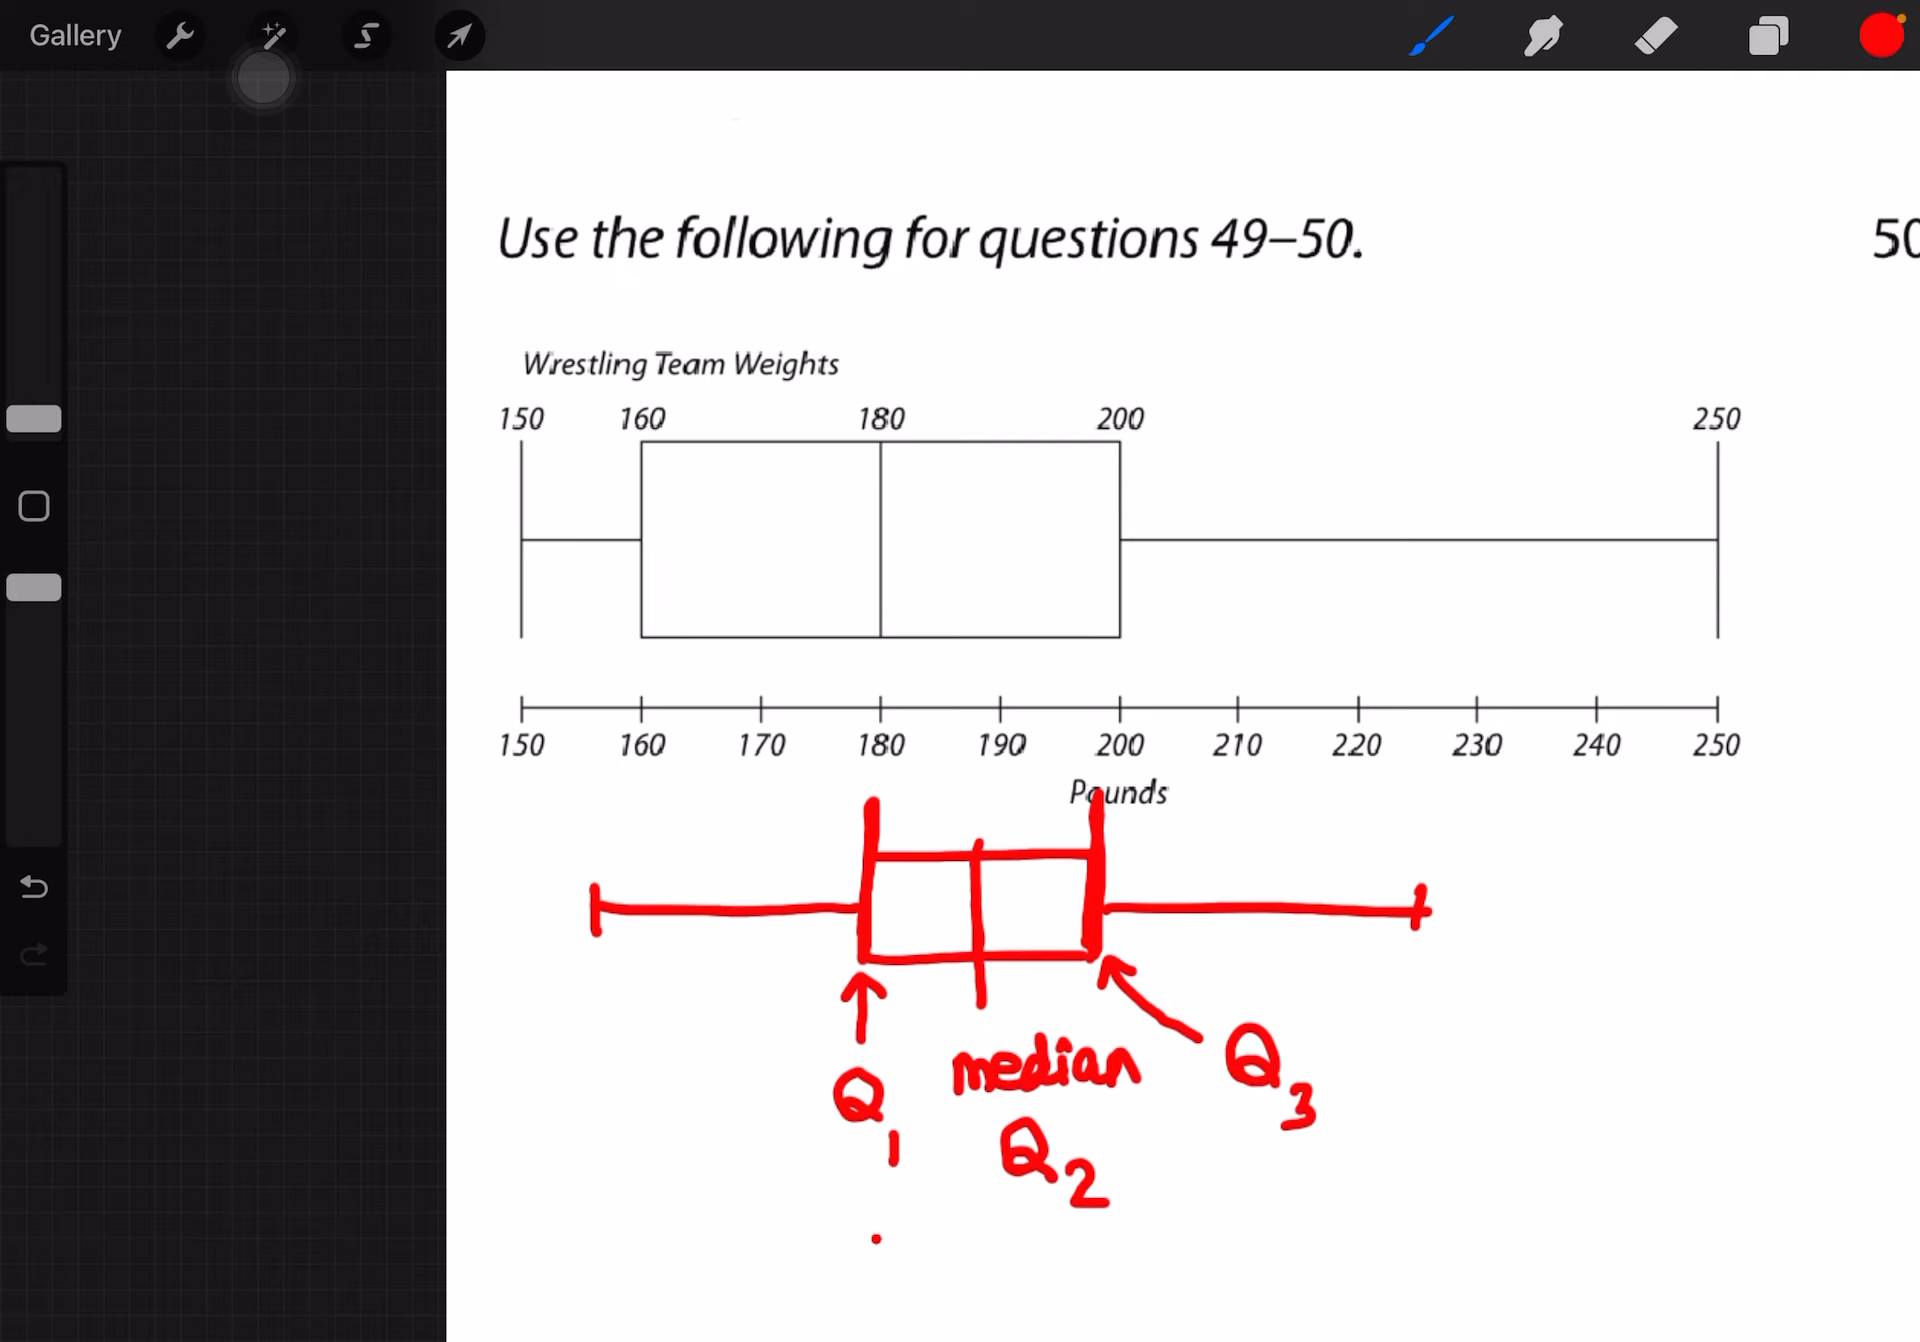 Gallery
Use the following for questions 49–50.
50
Wrestling Team Weights
150 160 180 200 250
150 160 170 180 190 200 210 220 230 240 250
Pounds
Q1
median
Q2
Q3